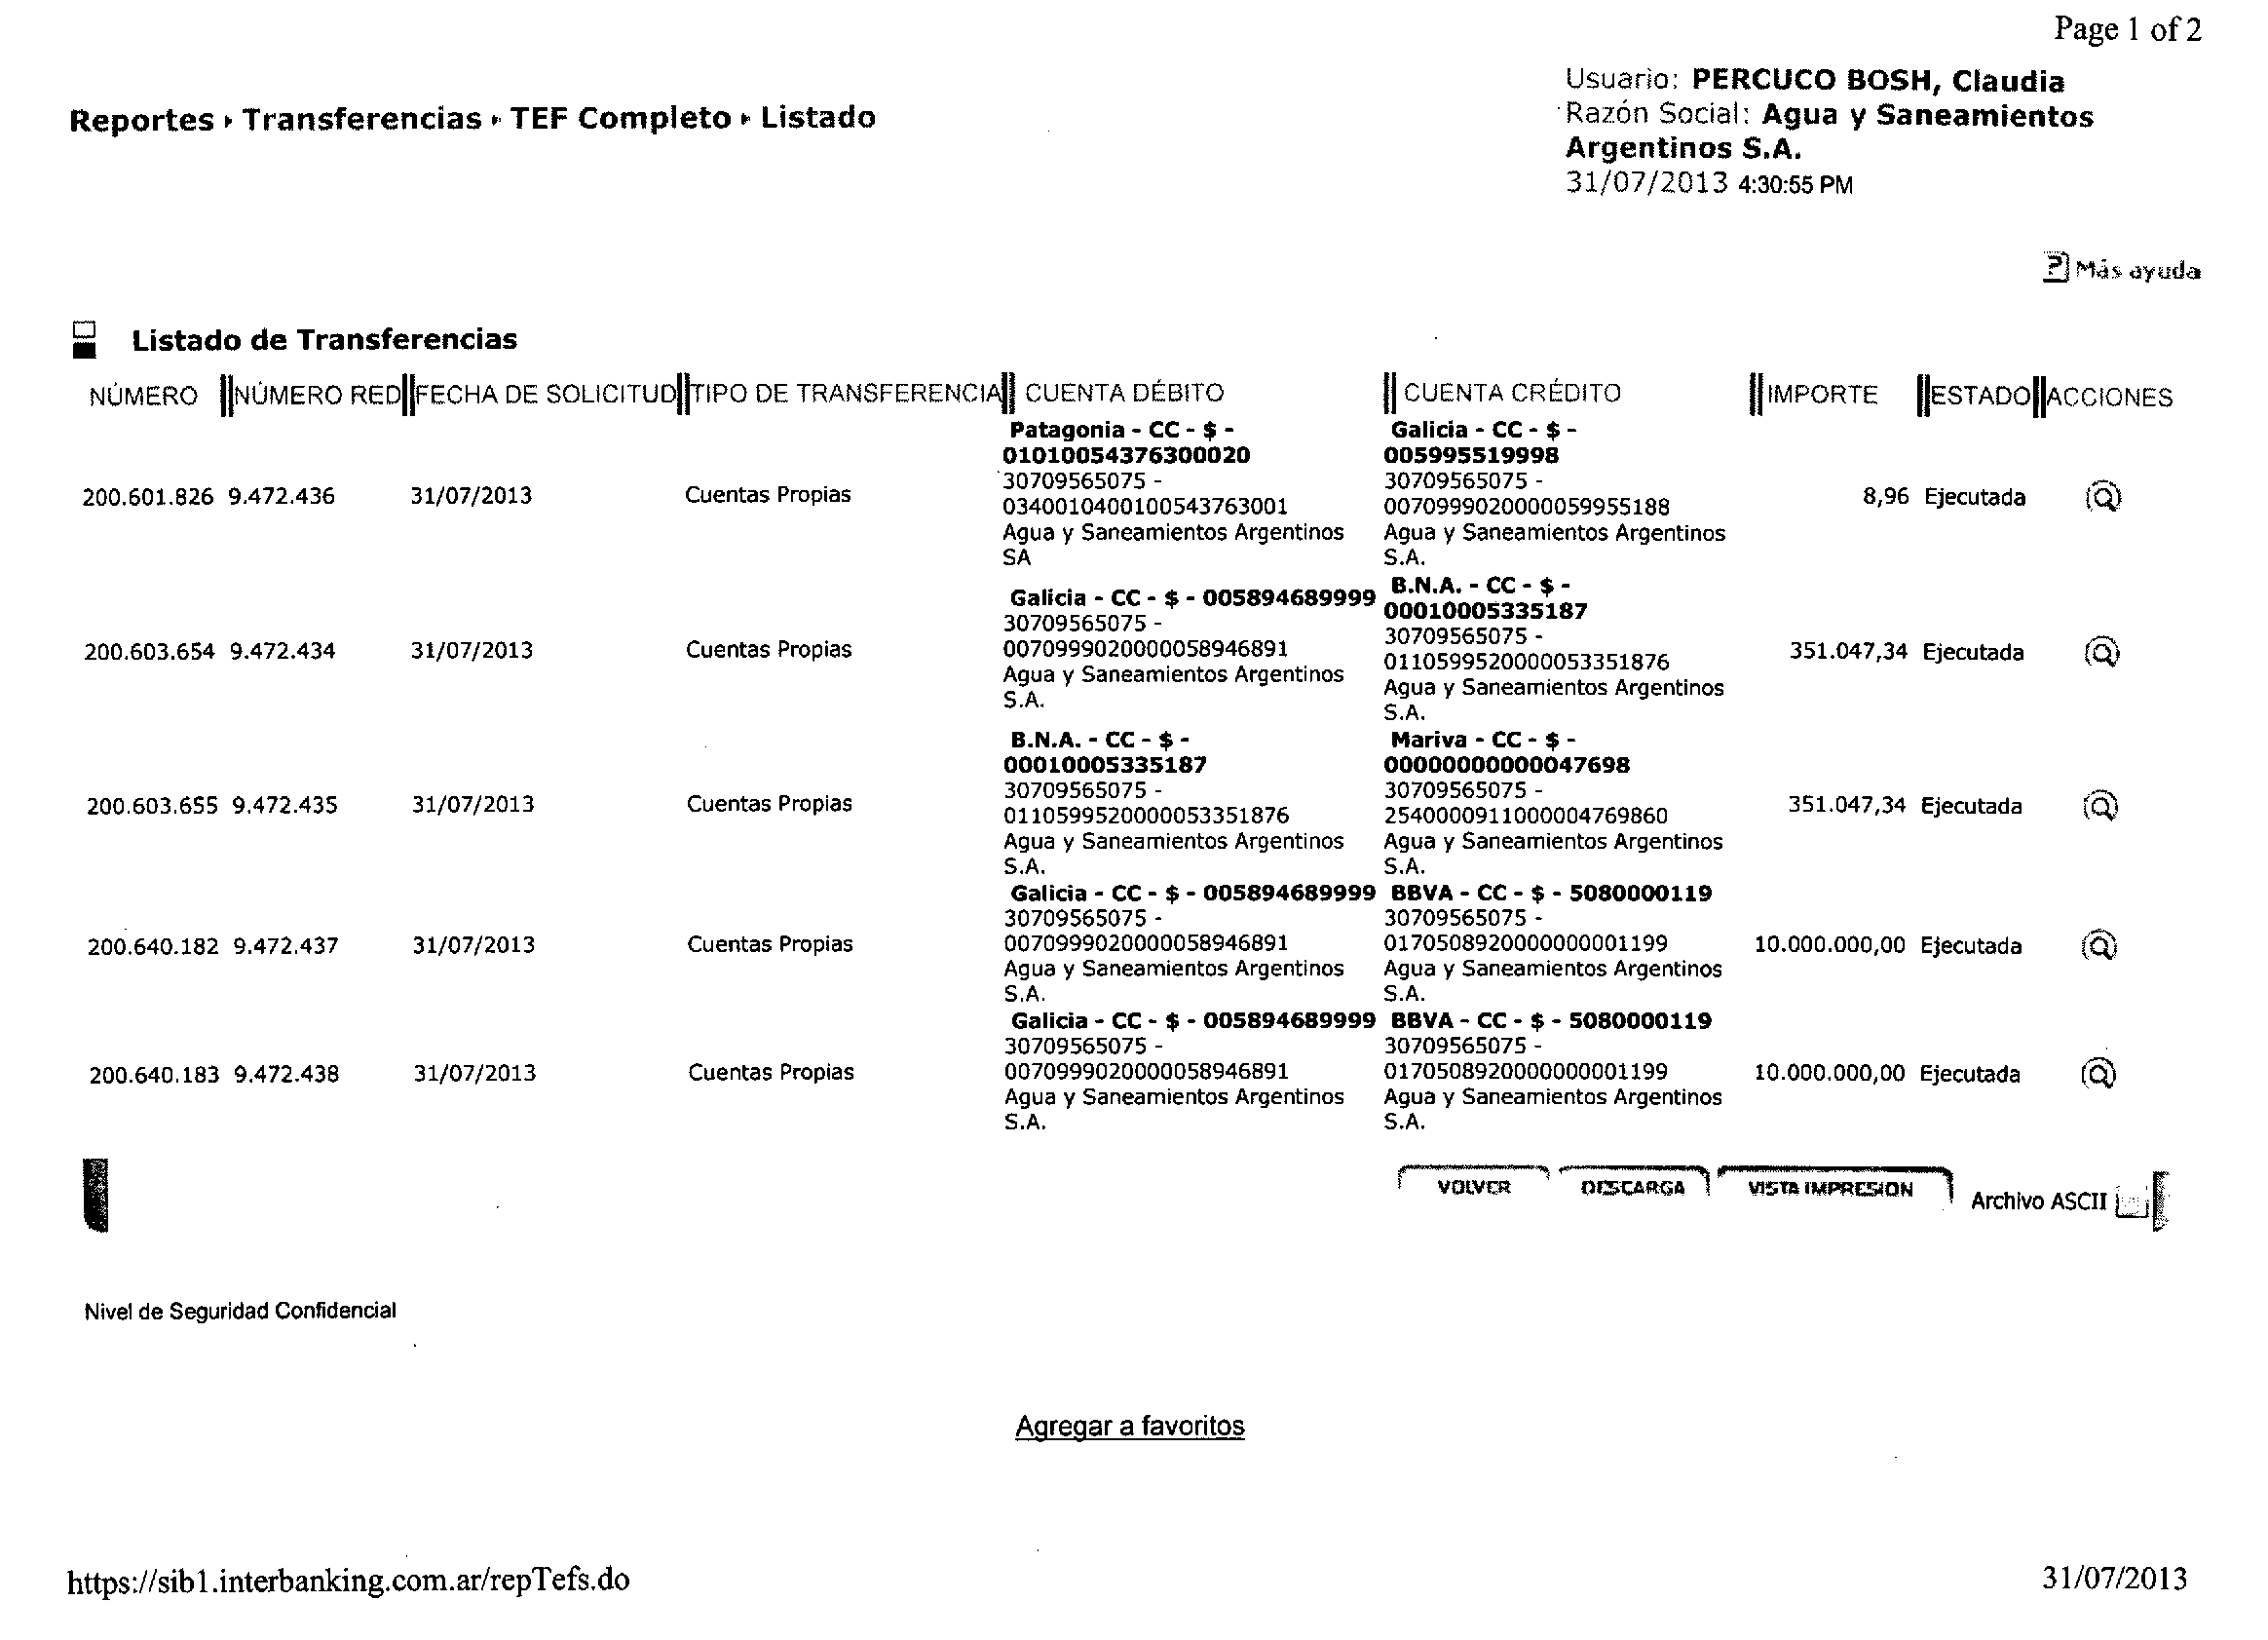 Page 1 of 2
Usuario: PERCUCO BOSH, Claudia
Razón Social: Agua y Saneamientos
Argentinos S.A.
31/07/2013 4:30:55 PM
Reportes ▸ Transferencias ▸ TEF Completo ▸ Listado
Más ayuda
Listado de Transferencias
NÚMERO NÚMERO RED FECHA DE SOLICITUD TIPO DE TRANSFERENCIA CUENTA DÉBITO CUENTA CRÉDITO IMPORTE ESTADO ACCIONES
Patagonia - CC - $ - Galicia - CC - $ -
01010054376300020 005995519998
30709565075 - 30709565075 -
200.601.826 9.472.436 31/07/2013 Cuentas Propias 0340010400100543763001 0070999020000059955188 8,96 Ejecutada
Agua y Saneamientos Argentinos Agua y Saneamientos Argentinos
SA S.A.
Galicia - CC - $ - 005894689999 B.N.A. - CC - $ -
00010005335187
30709565075 - 30709565075 -
200.603.654 9.472.434 31/07/2013 Cuentas Propias 0070999020000058946891 0110599520000053351876 351.047,34 Ejecutada
Agua y Saneamientos Argentinos Agua y Saneamientos Argentinos
S.A. S.A.
B.N.A. - CC - $ - Mariva - CC - $ -
00010005335187 00000000000047698
30709565075 - 30709565075 -
200.603.655 9.472.435 31/07/2013 Cuentas Propias 0110599520000053351876 2540000911000004769860 351.047,34 Ejecutada
Agua y Saneamientos Argentinos Agua y Saneamientos Argentinos
S.A. S.A.
Galicia - CC - $ - 005894689999 BBVA - CC - $ - 5080000119
30709565075 - 30709565075 -
200.640.182 9.472.437 31/07/2013 Cuentas Propias 0070999020000058946891 0170508920000000001199 10.000.000,00 Ejecutada
Agua y Saneamientos Argentinos Agua y Saneamientos Argentinos
S.A. S.A.
Galicia - CC - $ - 005894689999 BBVA - CC - $ - 5080000119
30709565075 - 30709565075 -
200.640.183 9.472.438 31/07/2013 Cuentas Propias 0070999020000058946891 0170508920000000001199 10.000.000,00 Ejecutada
Agua y Saneamientos Argentinos Agua y Saneamientos Argentinos
S.A. S.A.
VOLVER DESCARGA VISTA IMPRESION Archivo ASCII
Nivel de Seguridad Confidencial
Agregar a favoritos
https://sib1.interbanking.com.ar/repTefs.do 31/07/2013